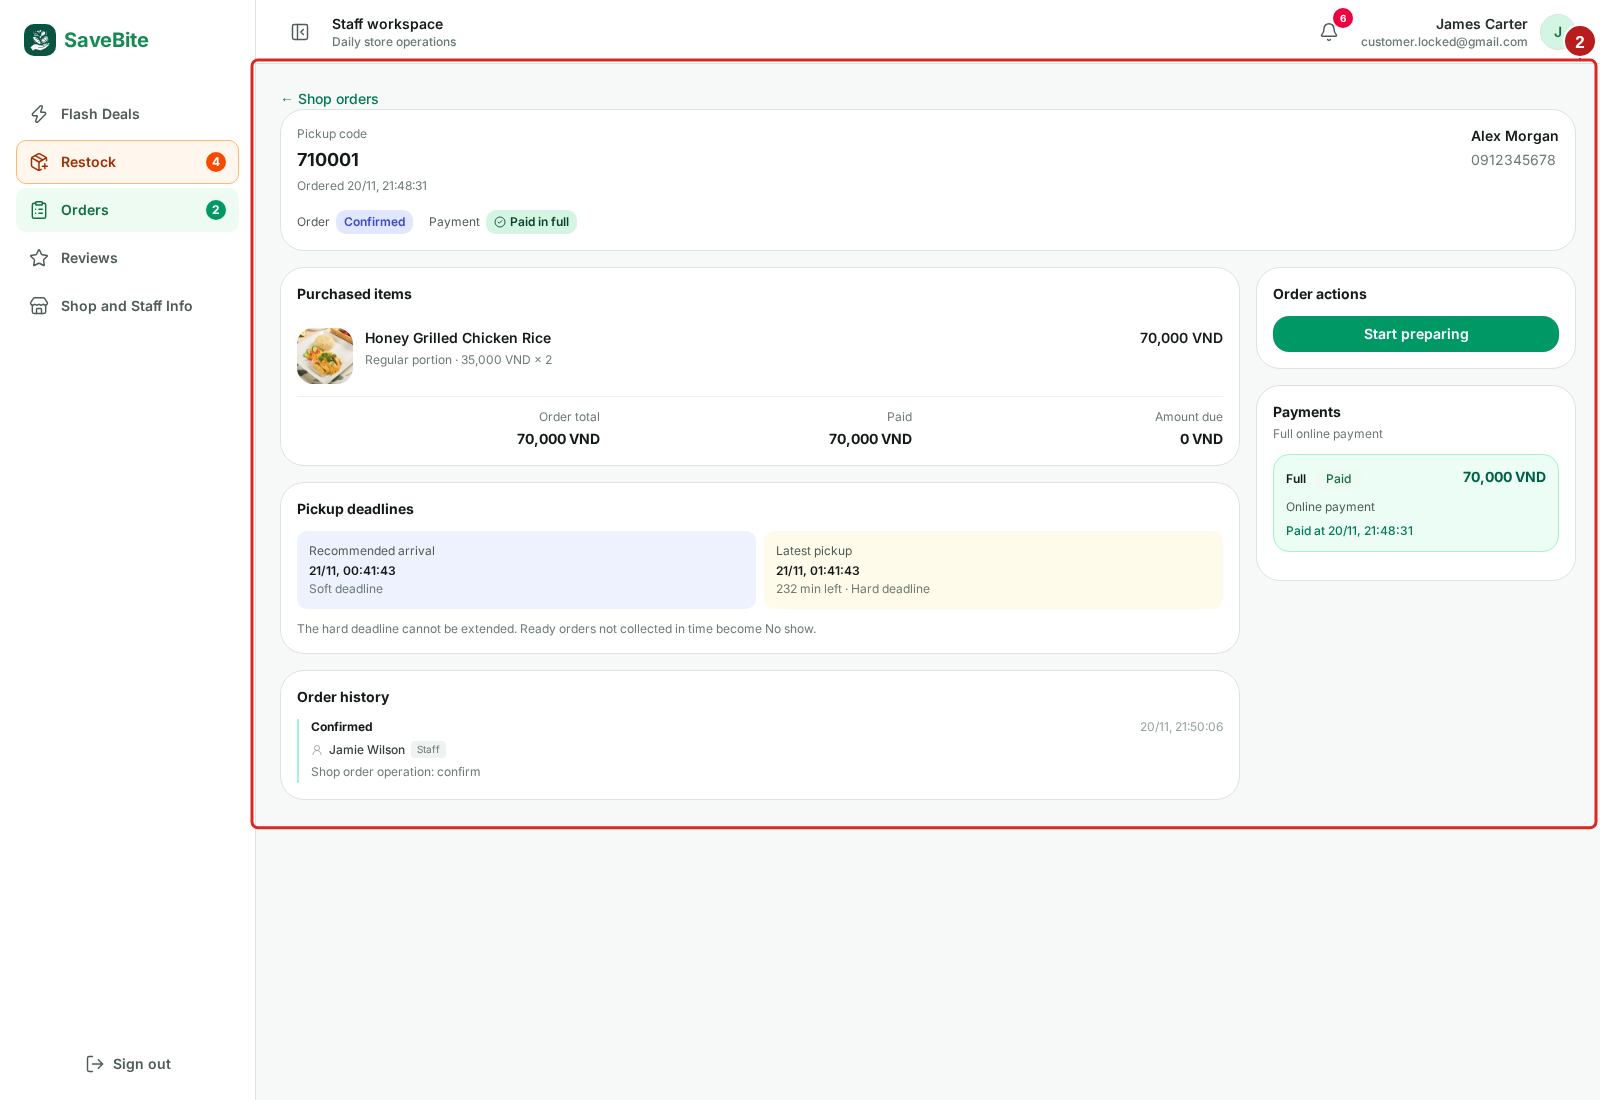 SaveBite
Staff workspace
Daily store operations
6
James Carter
customer.locked@gmail.com
J
2
Flash Deals
Restock
4
Orders
2
Reviews
Shop and Staff Info
Sign out
← Shop orders
Pickup code
710001
Ordered 20/11, 21:48:31
Order Confirmed Payment Paid in full
Alex Morgan
0912345678
Purchased items
Honey Grilled Chicken Rice
70,000 VND
Regular portion · 35,000 VND × 2
Order total Paid Amount due
70,000 VND 70,000 VND 0 VND
Pickup deadlines
Recommended arrival
21/11, 00:41:43
Soft deadline
Latest pickup
21/11, 01:41:43
232 min left · Hard deadline
The hard deadline cannot be extended. Ready orders not collected in time become No show.
Order history
Confirmed
20/11, 21:50:06
Jamie Wilson Staff
Shop order operation: confirm
Order actions
Start preparing
Payments
Full online payment
Full Paid 70,000 VND
Online payment
Paid at 20/11, 21:48:31